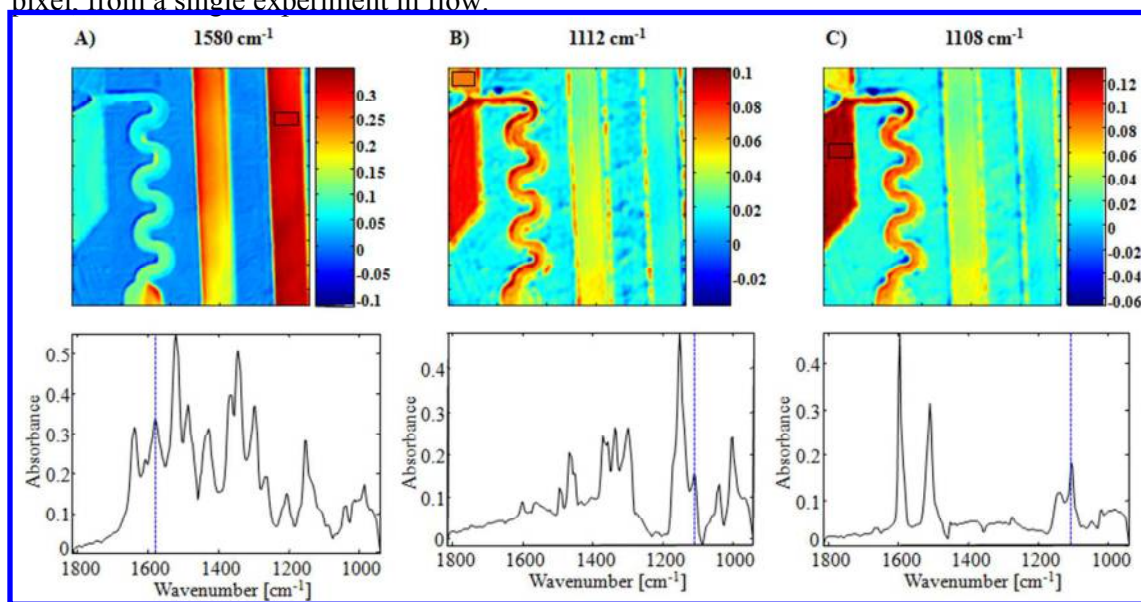 pixel, from a single experiment in flow.
A) 1580 cm⁻¹ B) 1112 cm⁻¹ C) 1108 cm⁻¹
0.3 0.1 0.12
0.25 0.08 0.10
0.2 0.06 0.08
0.15 0.04 0.06
0.1 0.02 0.04
0.05 0 0.02
0 -0.02 0
-0.05 -0.02
-0.1 -0.04
-0.06
0.5
0.4 0.4 0.4
0.3 0.3 0.3
0.2 0.2 0.2
0.1 0.1 0.1
0 0 0
Absorbance Absorbance Absorbance
1800 1600 1400 1200 1000 1800 1600 1400 1200 1000 1800 1600 1400 1200 1000
Wavenumber [cm⁻¹] Wavenumber [cm⁻¹] Wavenumber [cm⁻¹]